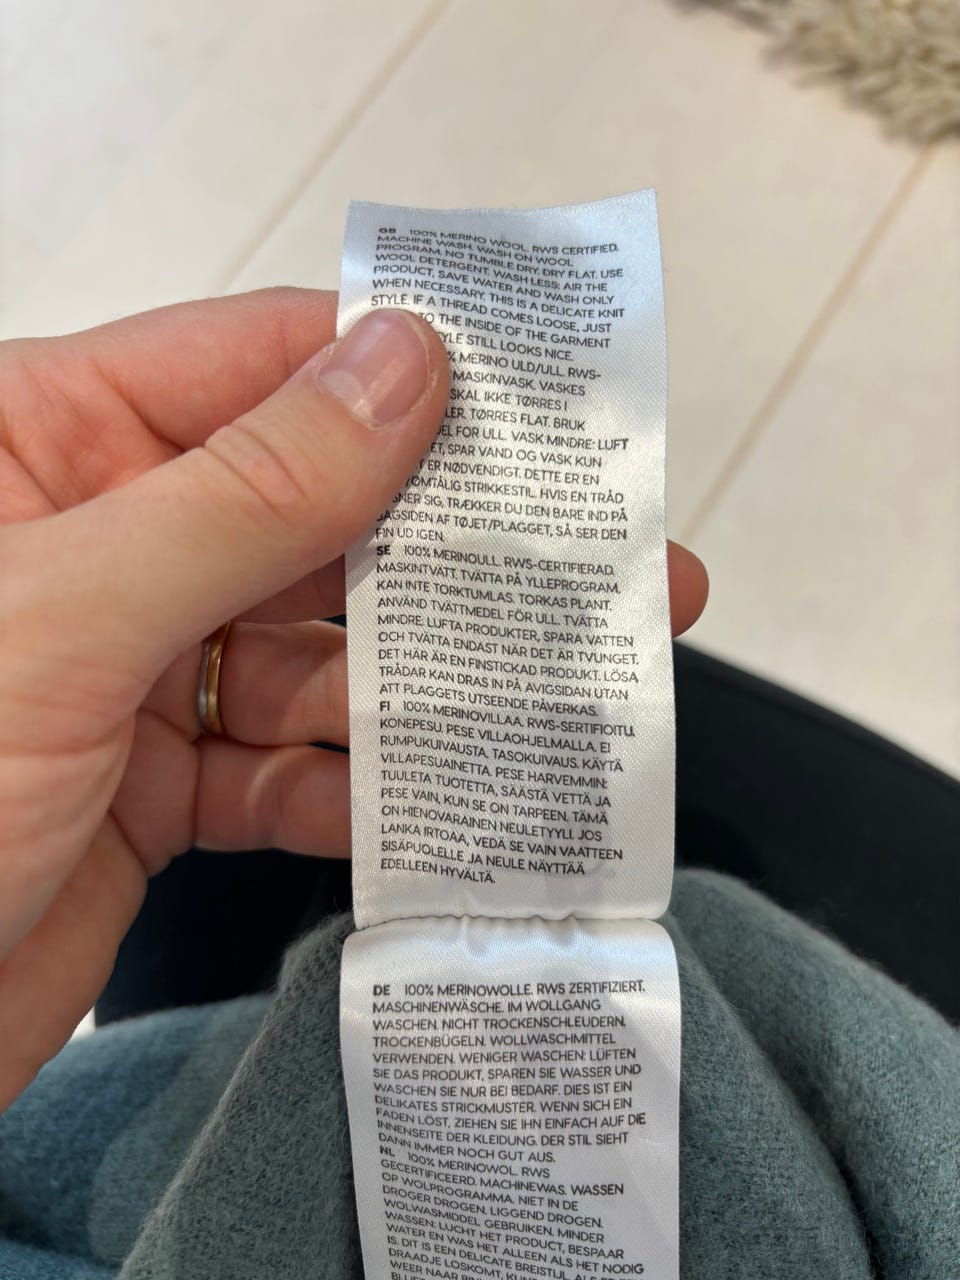 GB 100% MERINO WOOL. RWS CERTIFIED.
MACHINE WASH. WASH ON WOOL
PROGRAM. NO TUMBLE DRY. DRY FLAT. USE
WOOL DETERGENT. WASH LESS: AIR THE
PRODUCT, SAVE WATER AND WASH ONLY
WHEN NECESSARY. THIS IS A DELICATE KNIT
STYLE. IF A THREAD COMES LOOSE, JUST
TO THE INSIDE OF THE GARMENT
STILL LOOKS NICE.
% MERINO ULD/ULL. RWS-
MASKINVASK. VASKES
SKAL IKKE TØRRES I
TØRRES FLAT. BRUK
FOR ULL. VASK MINDRE: LUFT
SPAR VAND OG VASK KUN
ER NØDVENDIGT. DETTE ER EN
STRIKKESTIL. HVIS EN TRÅD
SIG, TRÆKKER DU DEN BARE IND PÅ
AF TØJET/PLAGGET, SÅ SER DEN
FIN UD IGEN.
SE 100% MERINOULL. RWS-CERTIFIERAD.
MASKINTVÄTT. TVÄTTA PÅ YLLEPROGRAM,
KAN INTE TORKTUMLAS. TORKAS PLANT.
ANVÄND TVÄTTMEDEL FÖR ULL. TVÄTTA
MINDRE: LUFTA PRODUKTER, SPARA VATTEN
OCH TVÄTTA ENDAST NÄR DET ÄR TVUNGET.
DET HÄR ÄR EN FINSTICKAD PRODUKT. LÖSA
TRÅDAR KAN DRAS IN PÅ AVIGSIDAN UTAN
ATT PLAGGETS UTSEENDE PÅVERKAS.
FI 100% MERINOVILLAA. RWS-SERTIFIOITU.
KONEPESU. PESE VILLAOHJELMALLA. EI
RUMPUKUIVAUSTA. TASOKUIVAUS. KÄYTÄ
VILLAPESUAINETTA. PESE HARVEMMIN:
TUULETA TUOTETTA, SÄÄSTÄ VETTÄ JA
PESE VAIN, KUN SE ON TARPEEN. TÄMÄ
ON HIENOVARAINEN NEULETYYLI. JOS
LANKA IRTOAA, VEDÄ SE VAIN VAATTEEN
SISÄPUOLELLE JA NEULE NÄYTTÄÄ
EDELLEEN HYVÄLTÄ.
DE 100% MERINOWOLLE. RWS ZERTIFIZIERT.
MASCHINENWÄSCHE. IM WOLLGANG
WASCHEN. NICHT TROCKENSCHLEUDERN.
TROCKENBÜGELN. WOLLWASCHMITTEL
VERWENDEN. WENIGER WASCHEN: LÜFTEN
SIE DAS PRODUKT, SPAREN SIE WASSER UND
WASCHEN SIE NUR BEI BEDARF. DIES IST EIN
DELIKATES STRICKMUSTER. WENN SICH EIN
FADEN LÖST, ZIEHEN SIE IHN EINFACH AUF DIE
INNENSEITE DER KLEIDUNG. DER STIL SIEHT
DANN IMMER NOCH GUT AUS.
NL 100% MERINOWOL. RWS
GECERTIFICEERD. MACHINEWAS. WASSEN
OP WOLPROGRAMMA. NIET IN DE
DROGER DROGEN. LIGGEND DROGEN.
WOLWASMIDDEL GEBRUIKEN. MINDER
WASSEN: LUCHT HET PRODUCT, BESPAAR
WATER EN WAS HET ALLEEN ALS HET NODIG
IS. DIT IS EEN DELICATE BREISTIJL. ALS
DRAADJE LOSKOMT,
WEER NAAR